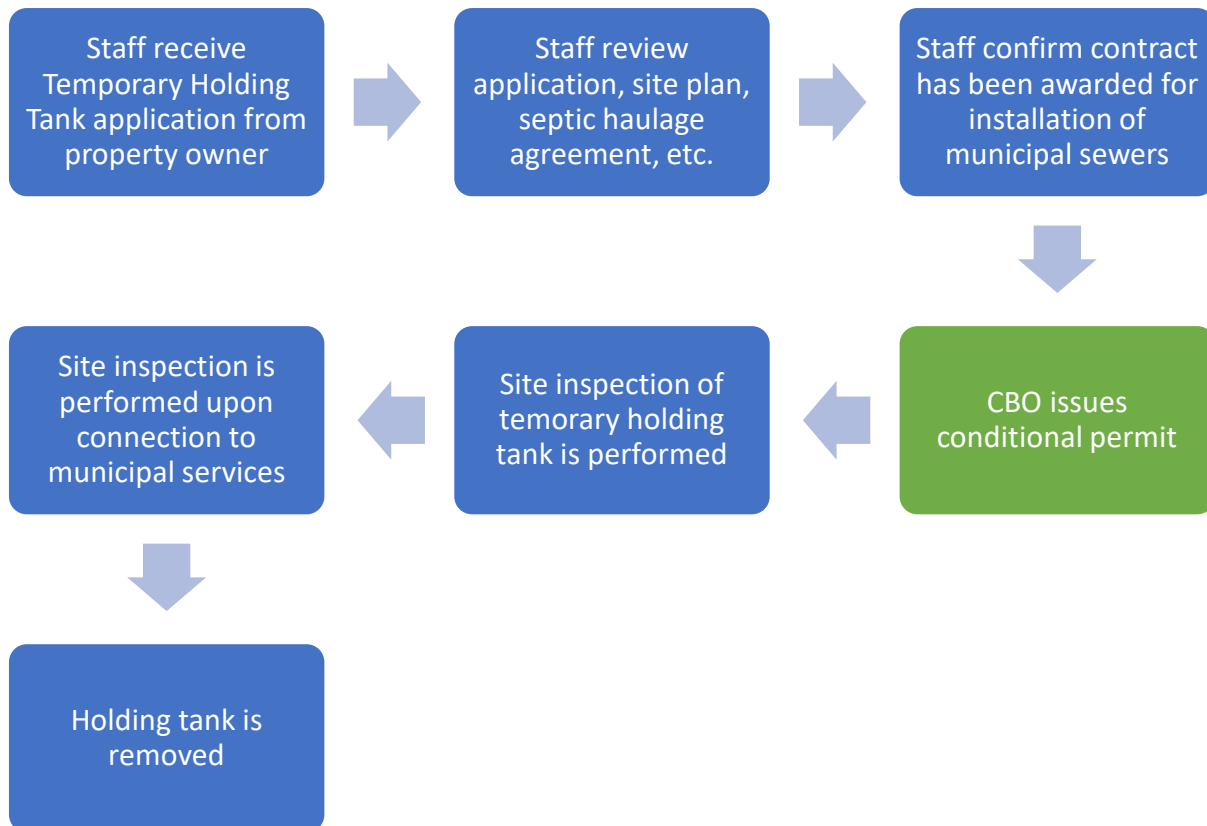 Staff receive
Temporary Holding
Tank application from
property owner
Staff review
application, site plan,
septic haulage
agreement, etc.
Staff confirm contract
has been awarded for
installation of
municipal sewers
CBO issues
conditional permit
Site inspection of
temorary holding
tank is performed
Site inspection is
performed upon
connection to
municipal services
Holding tank is
removed